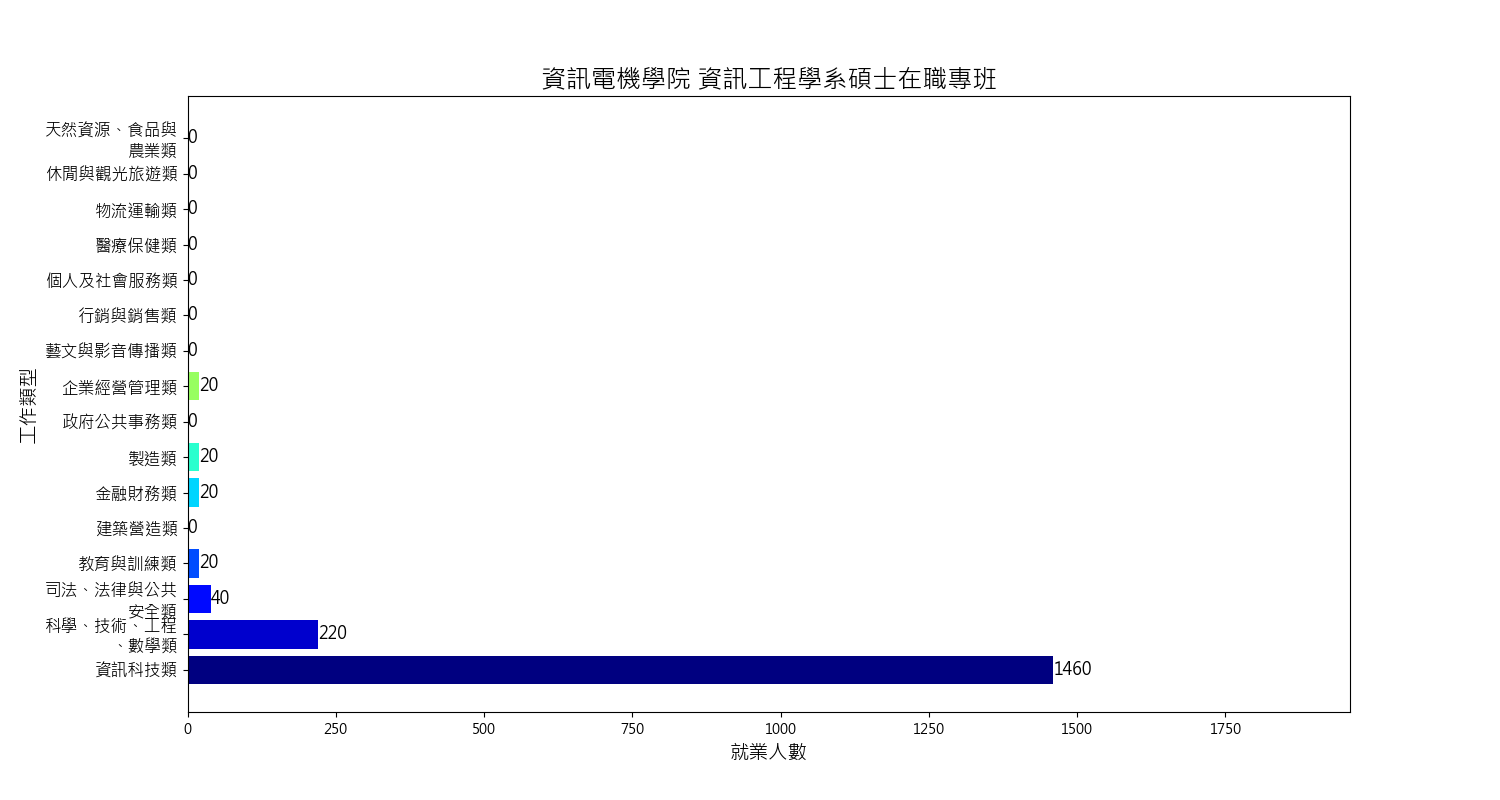 資訊電機學院 資訊工程學系碩士在職專班
天然資源、食品與
農業類
0
休閒與觀光旅遊類
0
物流運輸類
0
醫療保健類
0
個人及社會服務類
0
行銷與銷售類
0
藝文與影音傳播類
0
企業經營管理類
20
政府公共事務類
0
製造類
20
金融財務類
20
建築營造類
0
教育與訓練類
20
司法、法律與公共
安全類
40
科學、技術、工程
、數學類
220
資訊科技類
1460
工作類型
0
250
500
750
1000
1250
1500
1750
就業人數